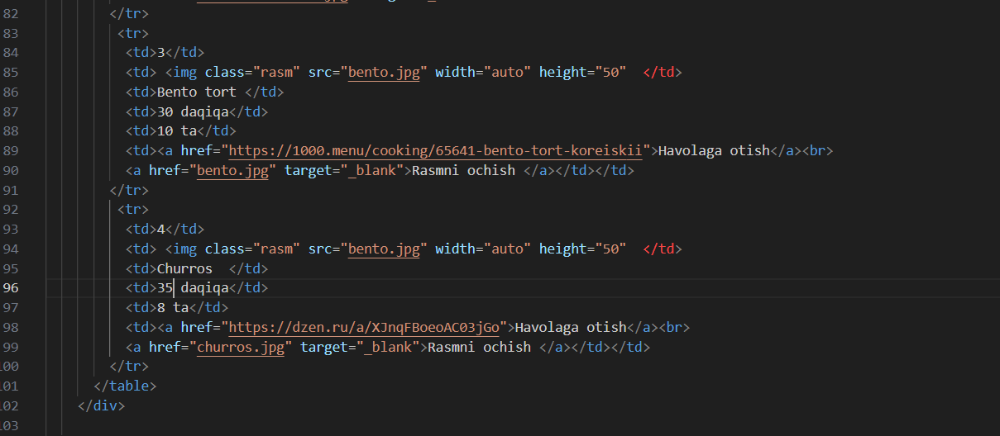 82 </tr>
83 <tr>
84 <td>3</td>
85 <td> <img class="rasm" src="bento.jpg" width="auto" height="50"  </td>
86 <td>Bento tort </td>
87 <td>30 daqiqa</td>
88 <td>10 ta</td>
89 <td><a href="https://1000.menu/cooking/65641-bento-tort-koreiskii">Havolaga otish</a><br>
90 <a href="bento.jpg" target="_blank">Rasmni ochish </a></td></td>
91 </tr>
92 <tr>
93 <td>4</td>
94 <td> <img class="rasm" src="bento.jpg" width="auto" height="50"  </td>
95 <td>Churros  </td>
96 <td>35 daqiqa</td>
97 <td>8 ta</td>
98 <td><a href="https://dzen.ru/a/XJnqFBoeoAC03jGo">Havolaga otish</a><br>
99 <a href="churros.jpg" target="_blank">Rasmni ochish </a></td></td>
100 </tr>
101 </table>
102 </div>
103